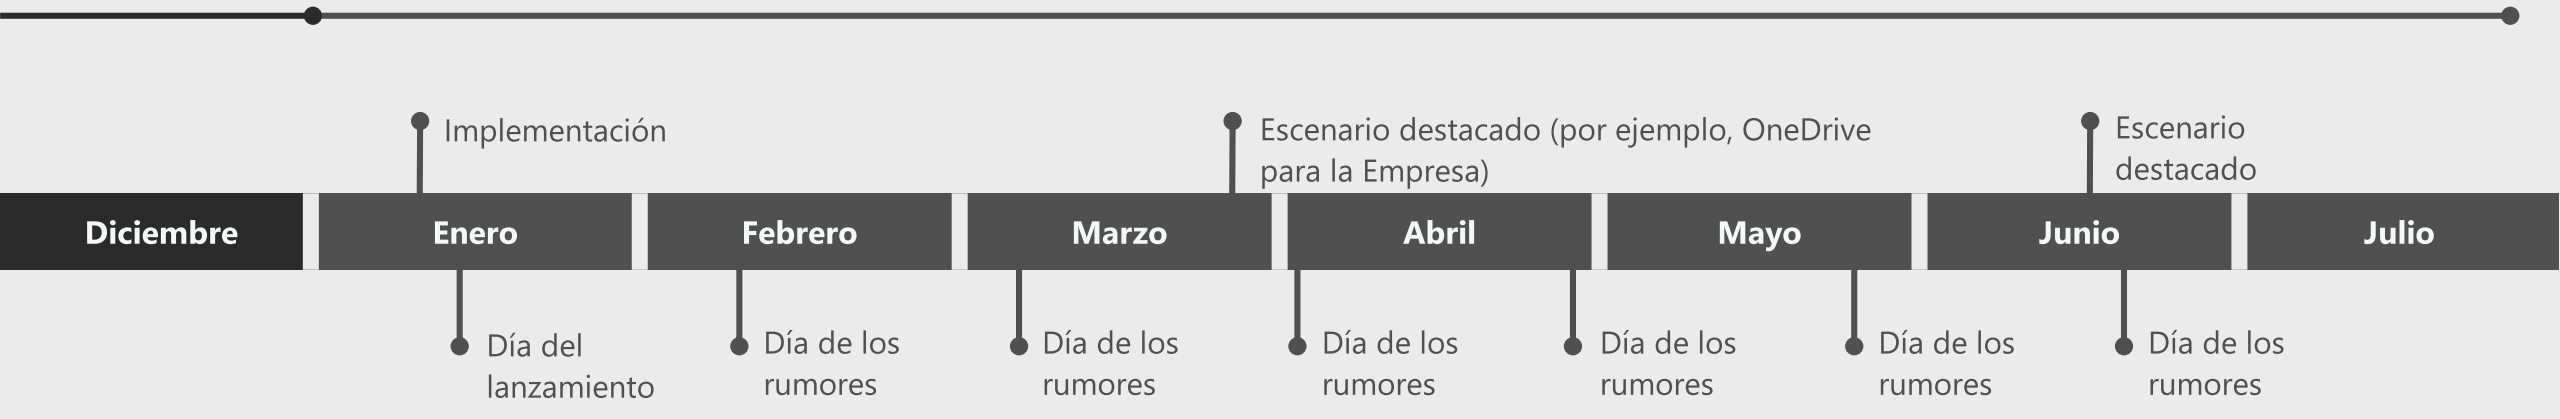 Implementación
Escenario destacado (por ejemplo, OneDrive
para la Empresa)
Escenario
destacado
Diciembre
Enero
Febrero
Marzo
Abril
Mayo
Junio
Julio
Día del
lanzamiento
Día de los
rumores
Día de los
rumores
Día de los
rumores
Día de los
rumores
Día de los
rumores
Día de los
rumores